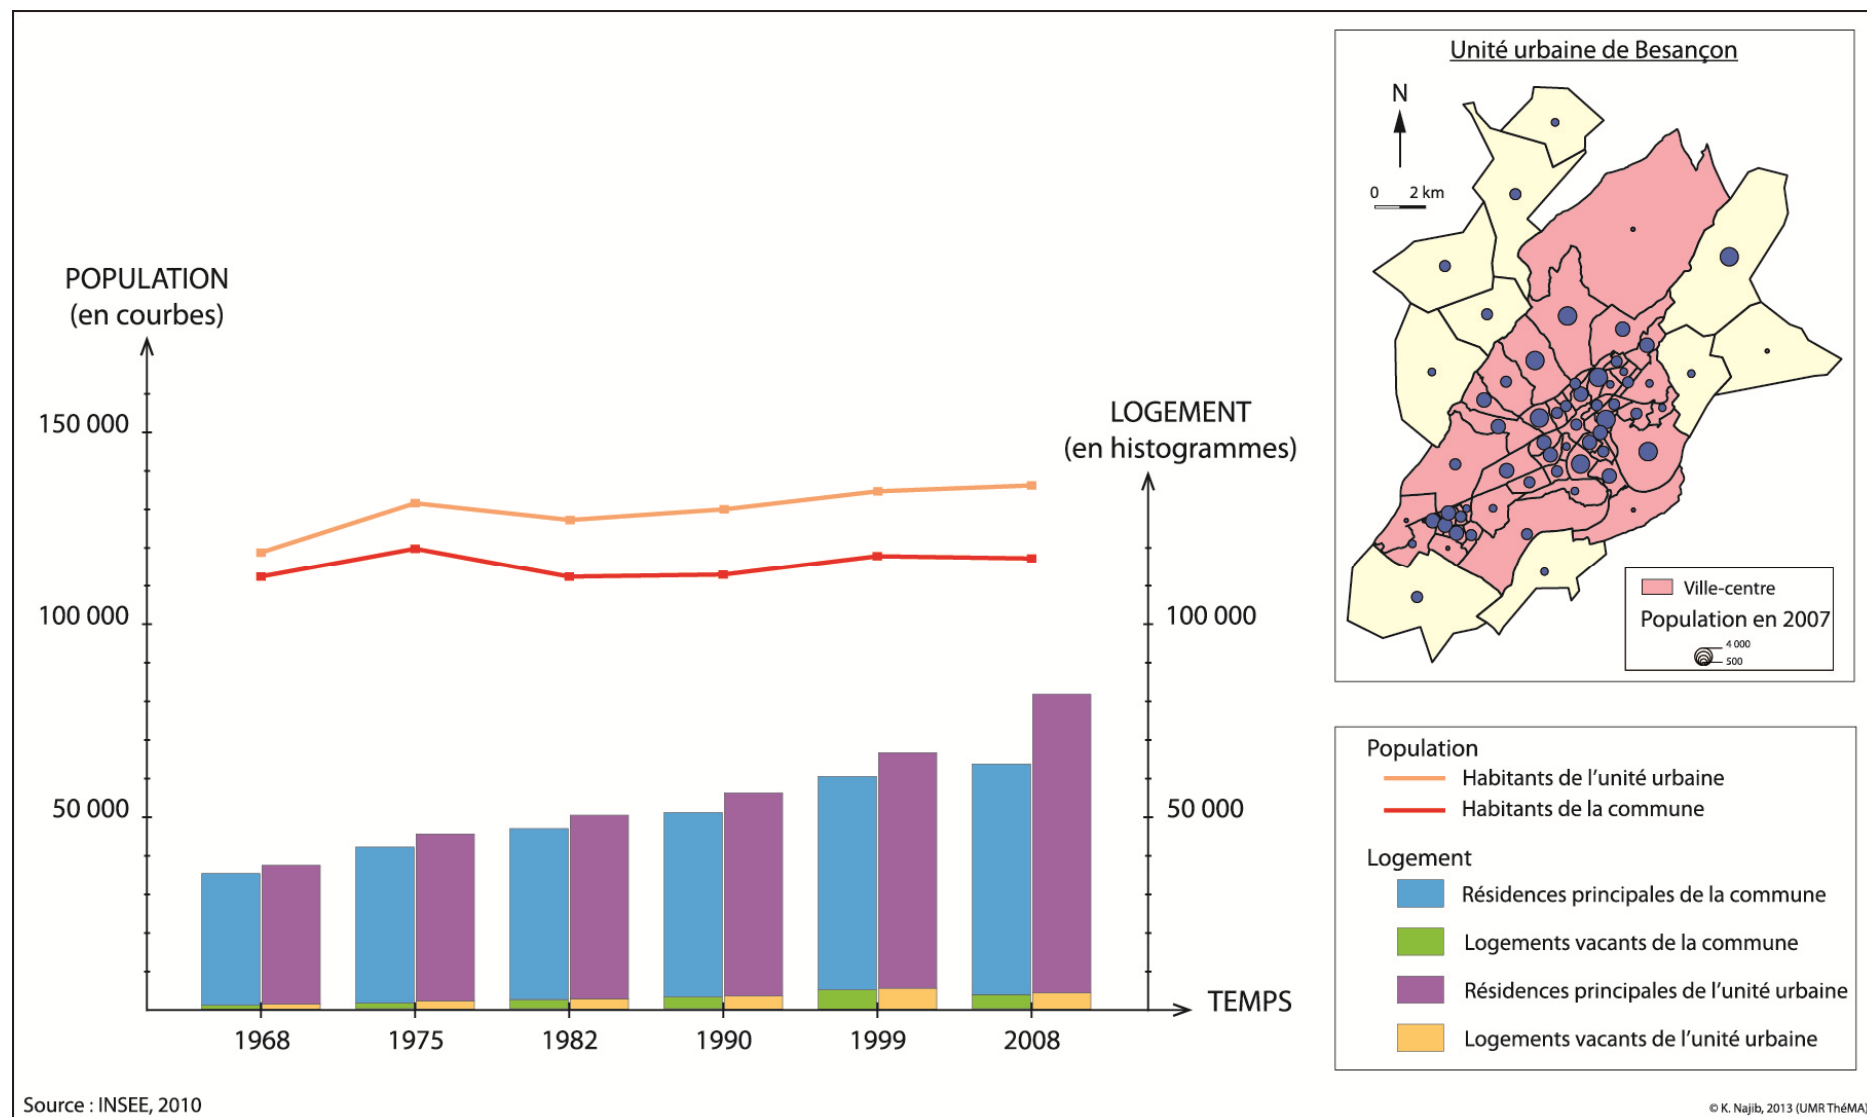 POPULATION
(en courbes)
150 000
100 000
50 000
LOGEMENT
(en histogrammes)
100 000
50 000
TEMPS
1968
1975
1982
1990
1999
2008
Source : INSEE, 2010
Unité urbaine de Besançon
N
0 2 km
Ville-centre
Population en 2007
4 000
500
Population
Habitants de l'unité urbaine
Habitants de la commune
Logement
Résidences principales de la commune
Logements vacants de la commune
Résidences principales de l'unité urbaine
Logements vacants de l'unité urbaine
© K. Najib, 2013 (UMR ThéMA)